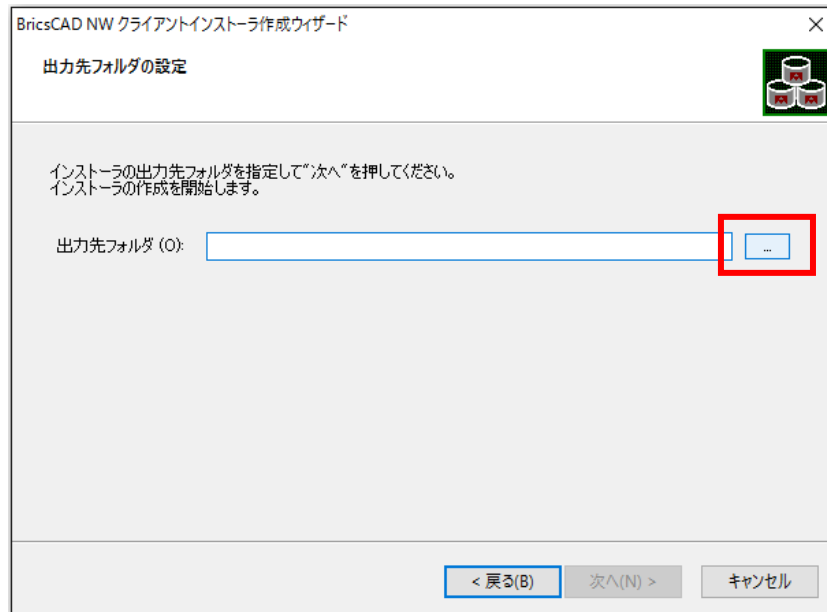 BricsCAD NW クライアントインストーラ作成ウィザード
出力先フォルダの設定
インストーラの出力先フォルダを指定して"次へ"を押してください。
インストーラの作成を開始します。
出力先フォルダ (O):
...
< 戻る(B)
次へ(N) >
キャンセル